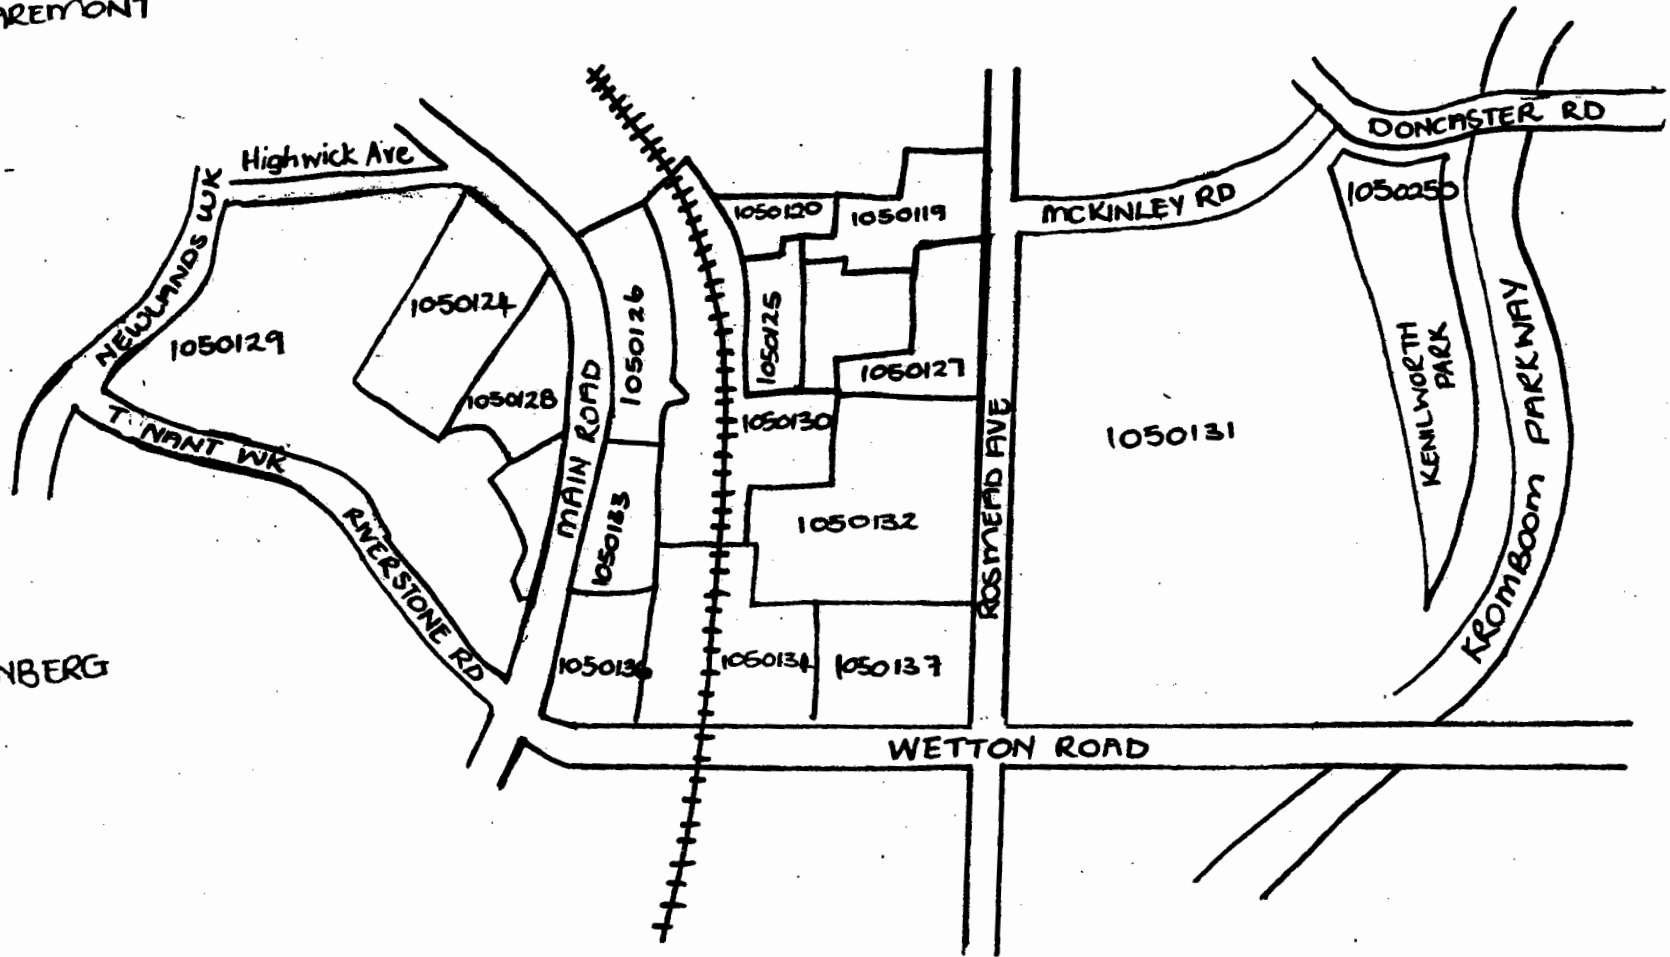 AREMONT
Highwick Ave
DONCASTER RD
NEWLANDS WK
1050120
1050119
MCKINLEY RD
1050250
1050124
1050126
1050125
1050129
1050127
1050128
KENILWORTH
PARK
KROMBOOM PARKWAY
MAIN ROAD
1050130
ROSMEAD AVE
1050131
T NANT WK
1050133
1050132
RIVERSTONE RD
NBERG
1050136
1050134
1050137
WETTON ROAD